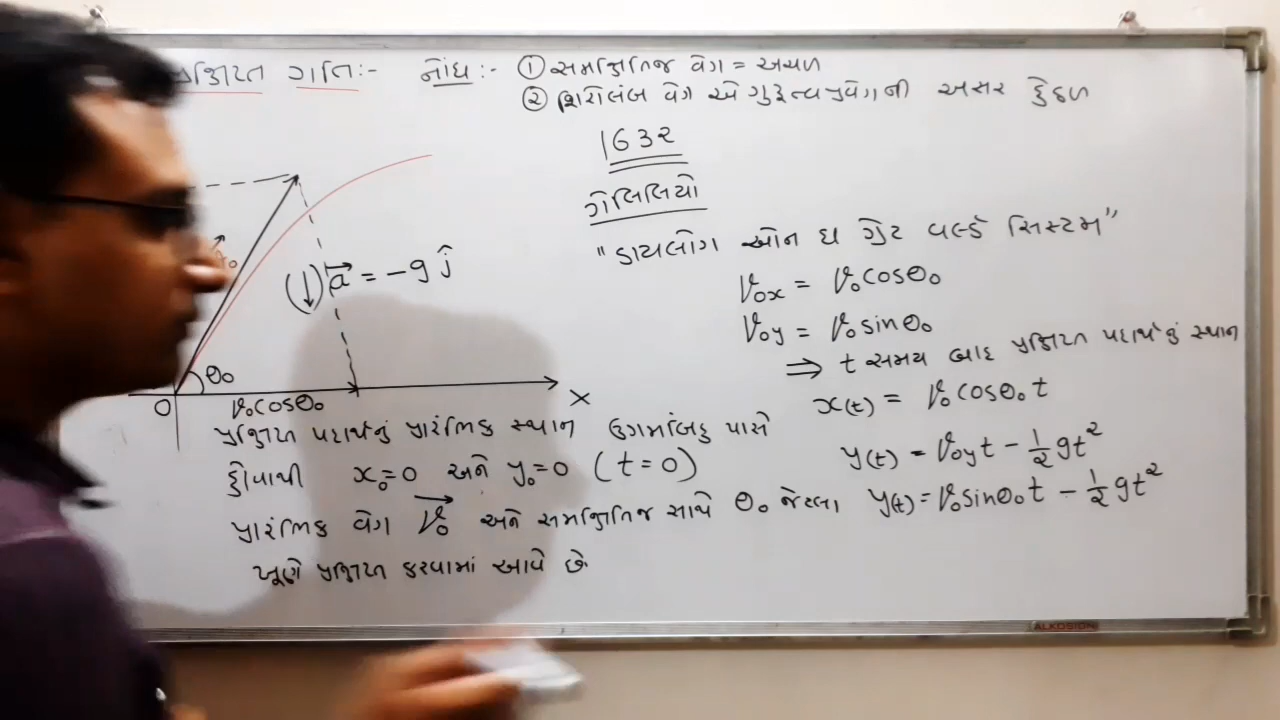 પ્રક્ષિપ્ત ગતિ:- નોંધ:- ① સમક્ષિતિજ વેગ = અચળ
② શિરોલંબ વેગ એ ગુરુત્વપ્રવેગની અસર હેઠળ
1632
ગેલિલિયો
"ડાયલોગ ઓન ધ ગ્રેટ વર્લ્ડ સિસ્ટમ"
(↓) a⃗ = -g ĵ
v₀ₓ = v₀cosθ₀
v₀y = v₀sinθ₀
⇒ t સમય બાદ પ્રક્ષિપ્ત પદાર્થનું સ્થાન
x(t) = v₀cosθ₀t
y(t) = v₀yt - ½gt²
y(t) = v₀sinθ₀t - ½gt²
θ₀
O v₀cosθ₀ X
પ્રક્ષિપ્ત પદાર્થનું પ્રારંભિક સ્થાન ઉગમબિંદુ પાસે
હોવાથી x₀=0 અને y₀=0 (t=0)
પ્રારંભિક વેગ v⃗₀ અને સમક્ષિતિજ સાથે θ₀ જેટલા
ખૂણે પ્રક્ષિપ્ત કરવામાં આવે છે.
ALKOSIGN